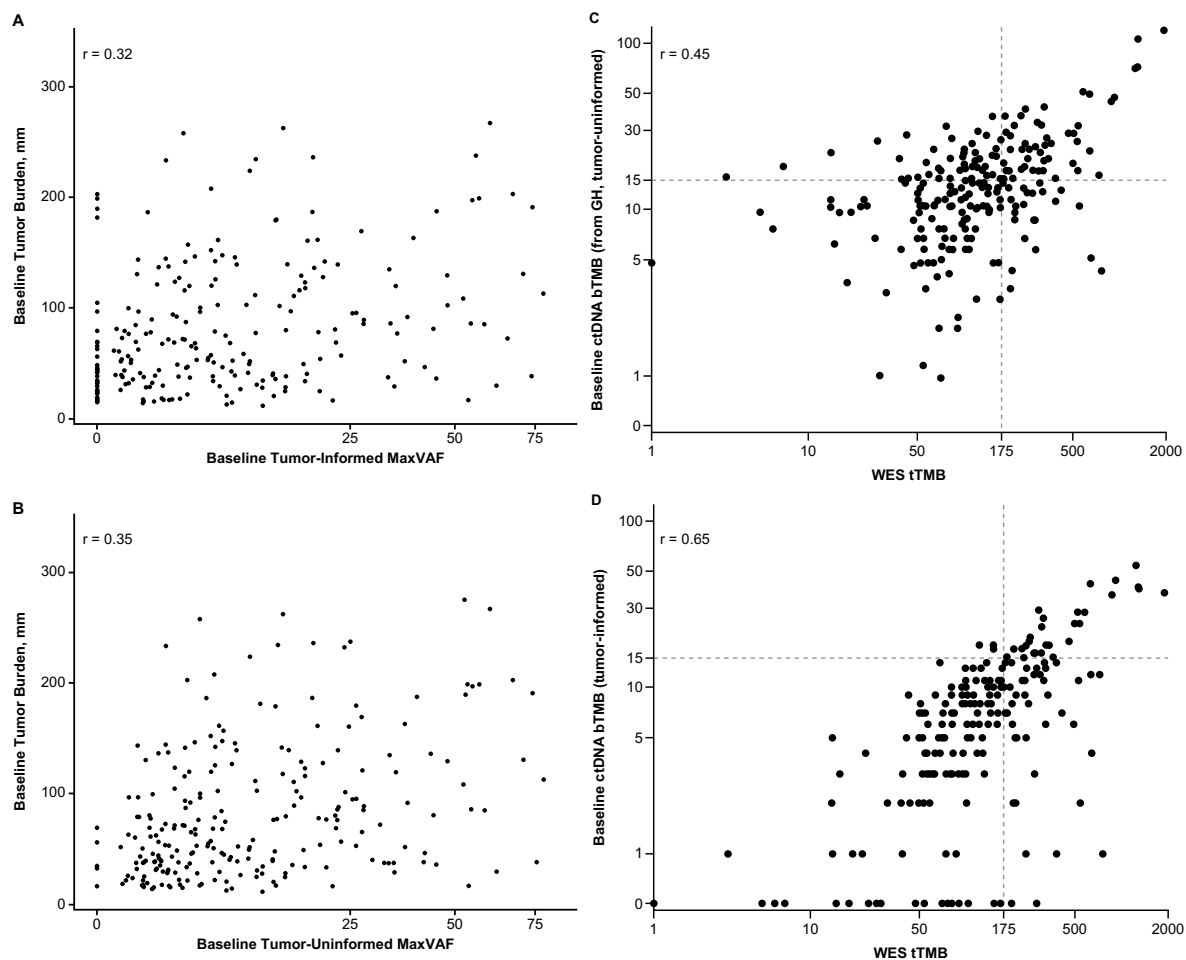 A
r = 0.32
300
200
100
0
Baseline Tumor Burden, mm
0 25 50 75
Baseline Tumor-Informed MaxVAF
B
r = 0.35
300
200
100
0
Baseline Tumor Burden, mm
0 25 50 75
Baseline Tumor-Uninformed MaxVAF
C
r = 0.45
100
50
30
15
10
5
1
0
Baseline ctDNA bTMB (from GH, tumor-uninformed)
1 10 50 175 500 2000
WES tTMB
D
r = 0.65
100
50
30
15
10
5
1
0
Baseline ctDNA bTMB (tumor-informed)
1 10 50 175 500 2000
WES tTMB